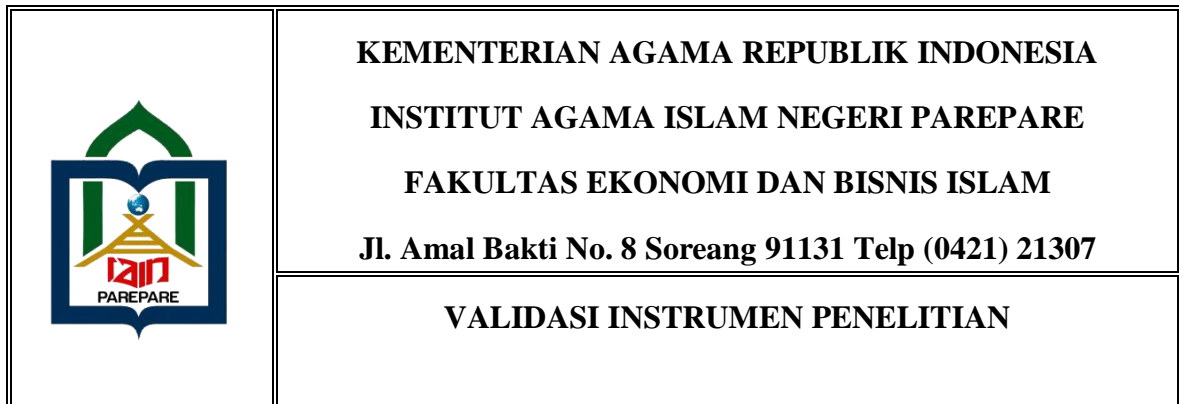 KEMENTERIAN AGAMA REPUBLIK INDONESIA
INSTITUT AGAMA ISLAM NEGERI PAREPARE
FAKULTAS EKONOMI DAN BISNIS ISLAM
Jl. Amal Bakti No. 8 Soreang 91131 Telp (0421) 21307
VALIDASI INSTRUMEN PENELITIAN
iain
PAREPARE